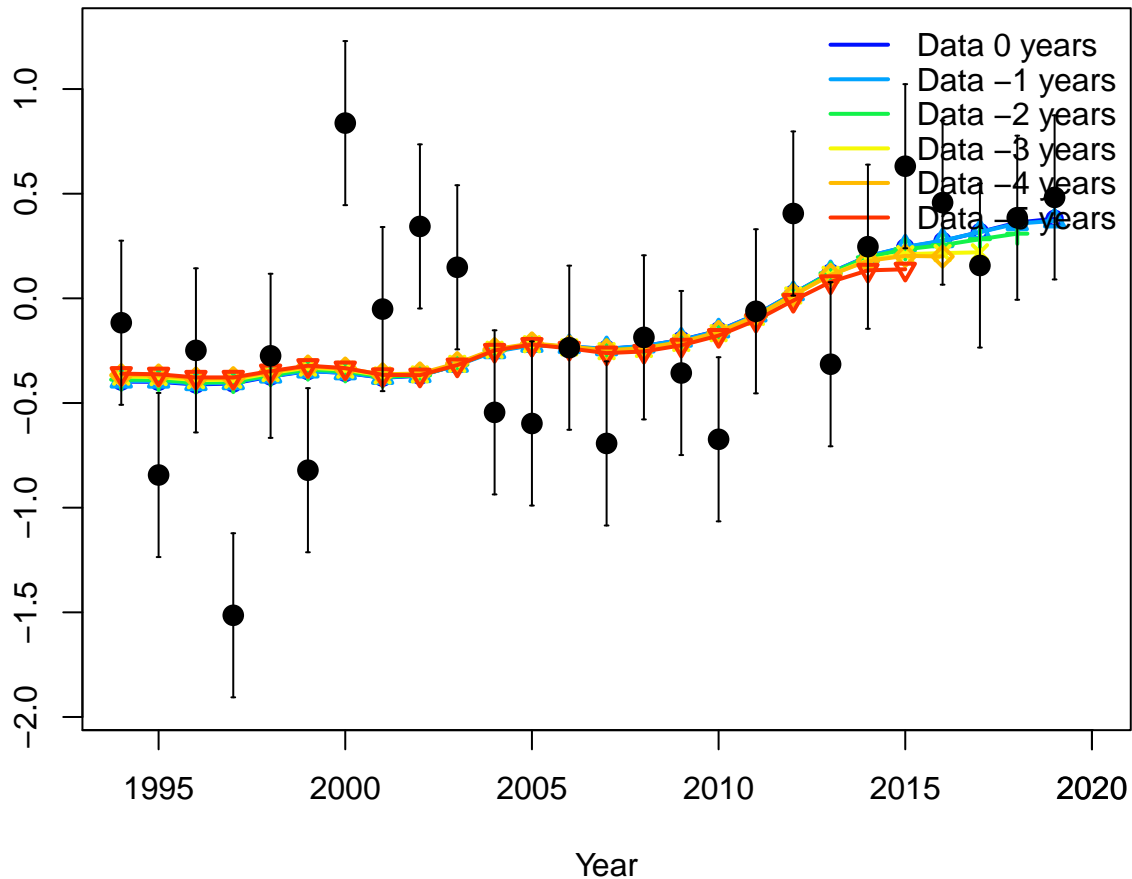 Data 0 years
Data −1 years
Data −2 years
Data −3 years
Data −4 years
Data years
1.0
0.5
0.0
−0.5
−1.0
−1.5
−2.0
1995 2000 2005 2010 2015 2020
Year